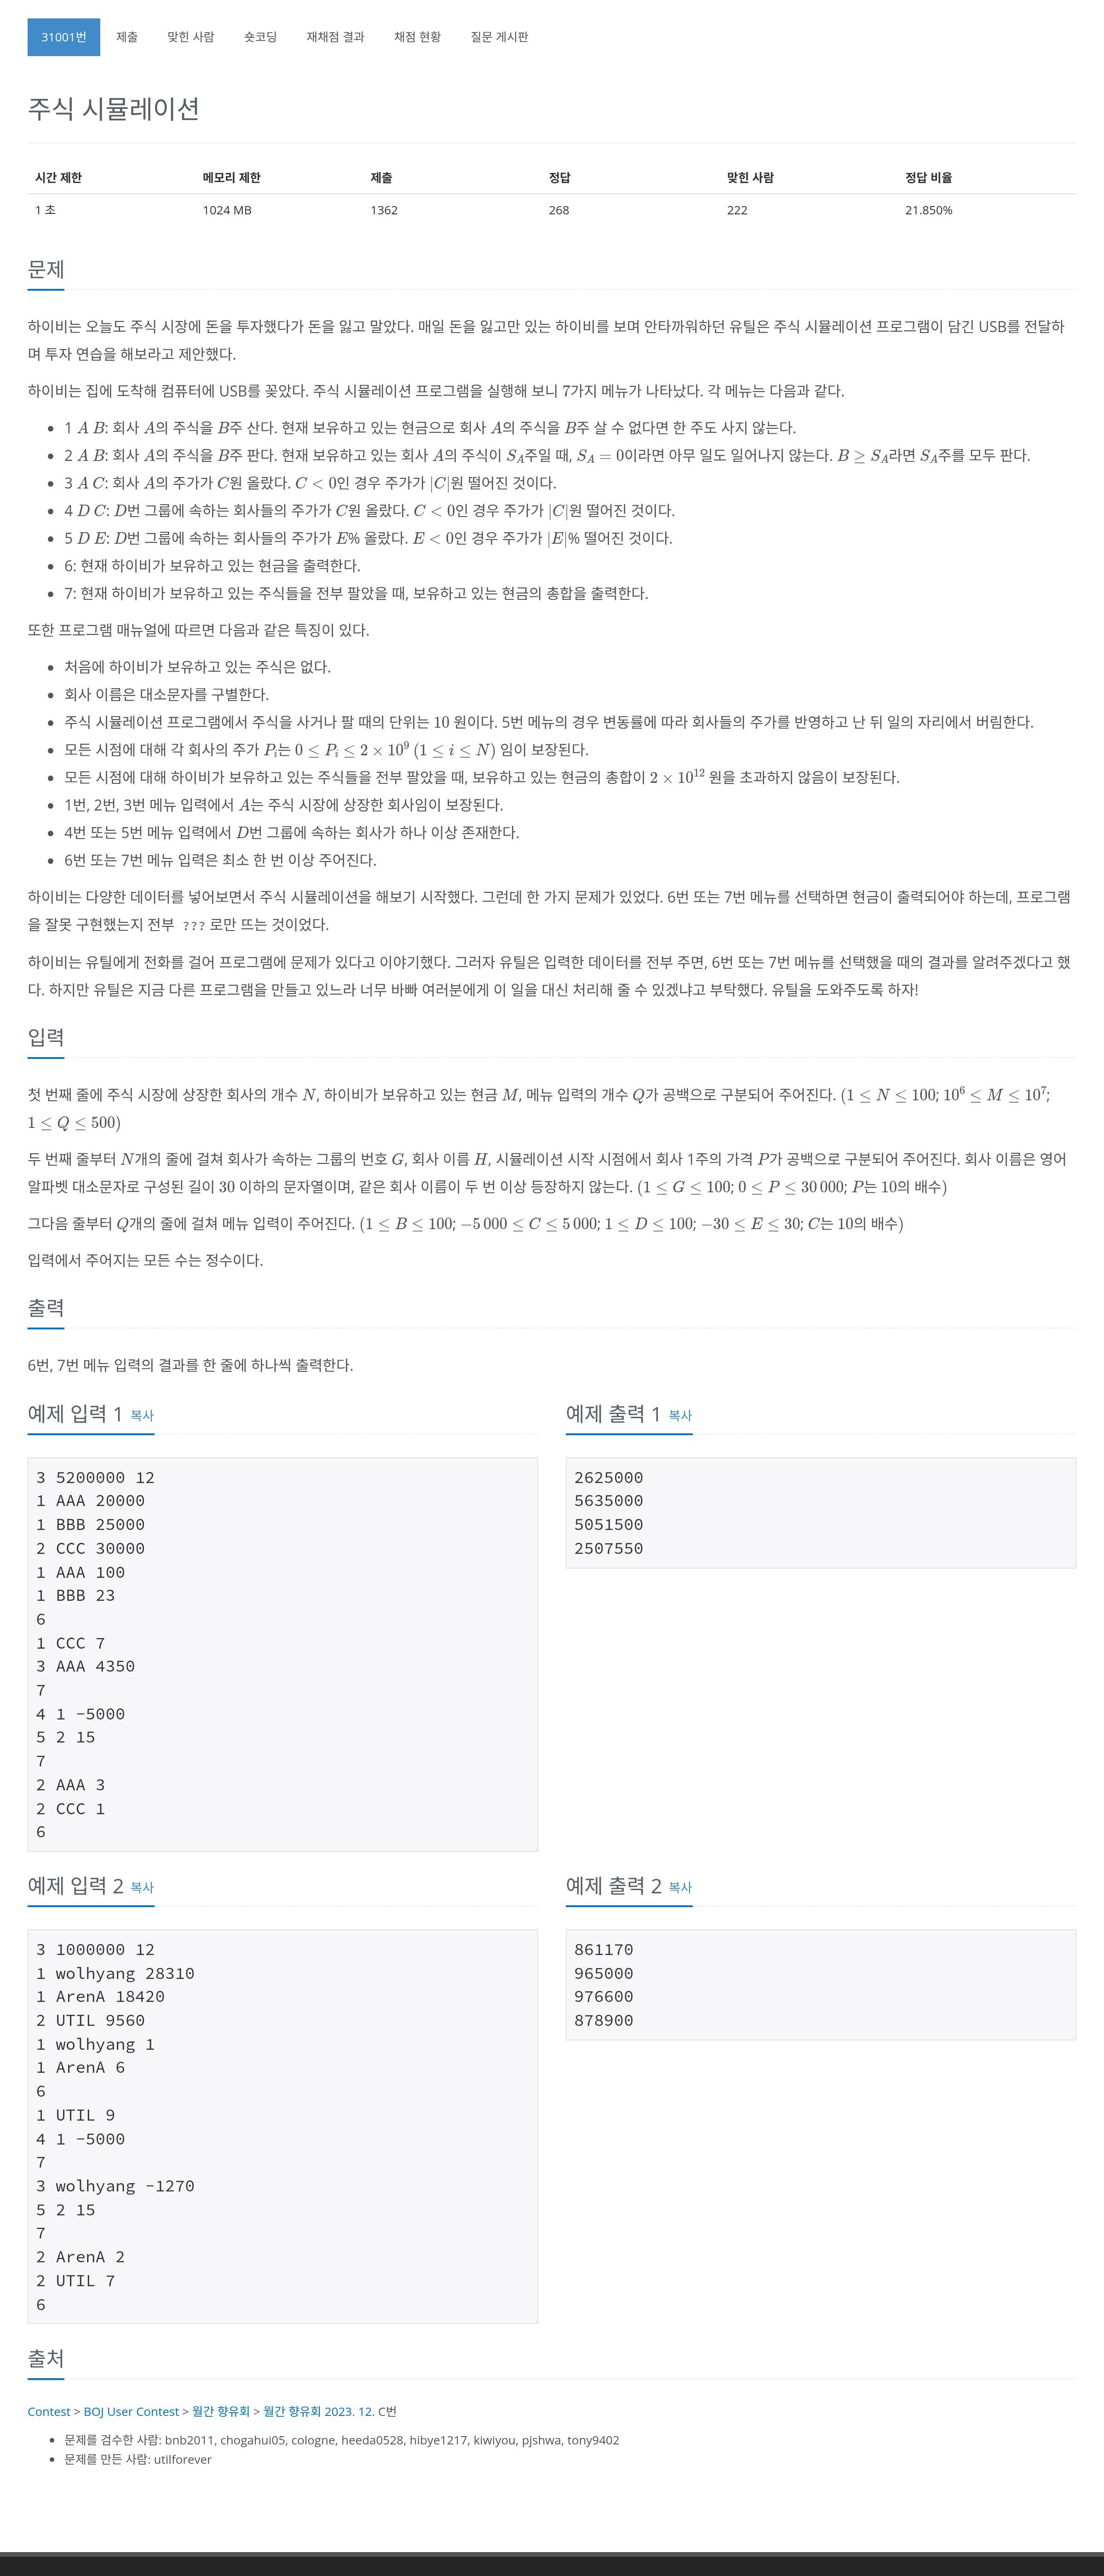 31001번 제출 맞힌 사람 숏코딩 재채점 결과 채점 현황 질문 게시판
주식 시뮬레이션
시간 제한 메모리 제한 제출 정답 맞힌 사람 정답 비율
1 초 1024 MB 1362 268 222 21.850%
문제
하이비는 오늘도 주식 시장에 돈을 투자했다가 돈을 잃고 말았다. 매일 돈을 잃고만 있는 하이비를 보며 안타까워하던 유틸은 주식 시뮬레이션 프로그램이 담긴 USB를 전달하
며 투자 연습을 해보라고 제안했다.
하이비는 집에 도착해 컴퓨터에 USB를 꽂았다. 주식 시뮬레이션 프로그램을 실행해 보니 7가지 메뉴가 나타났다. 각 메뉴는 다음과 같다.
• 1 A B: 회사 A의 주식을 B주 산다. 현재 보유하고 있는 현금으로 회사 A의 주식을 B주 살 수 없다면 한 주도 사지 않는다.
• 2 A B: 회사 A의 주식을 B주 판다. 현재 보유하고 있는 회사 A의 주식이 S_A주일 때, S_A = 0이라면 아무 일도 일어나지 않는다. B ≥ S_A라면 S_A주를 모두 판다.
• 3 A C: 회사 A의 주가가 C원 올랐다. C < 0인 경우 주가가 |C|원 떨어진 것이다.
• 4 D C: D번 그룹에 속하는 회사들의 주가가 C원 올랐다. C < 0인 경우 주가가 |C|원 떨어진 것이다.
• 5 D E: D번 그룹에 속하는 회사들의 주가가 E% 올랐다. E < 0인 경우 주가가 |E|% 떨어진 것이다.
• 6: 현재 하이비가 보유하고 있는 현금을 출력한다.
• 7: 현재 하이비가 보유하고 있는 주식들을 전부 팔았을 때, 보유하고 있는 현금의 총합을 출력한다.
또한 프로그램 매뉴얼에 따르면 다음과 같은 특징이 있다.
• 처음에 하이비가 보유하고 있는 주식은 없다.
• 회사 이름은 대소문자를 구별한다.
• 주식 시뮬레이션 프로그램에서 주식을 사거나 팔 때의 단위는 10 원이다. 5번 메뉴의 경우 변동률에 따라 회사들의 주가를 반영하고 난 뒤 일의 자리에서 버림한다.
• 모든 시점에 대해 각 회사의 주가 P_i는 0 ≤ P_i ≤ 2 × 10^9 (1 ≤ i ≤ N) 임이 보장된다.
• 모든 시점에 대해 하이비가 보유하고 있는 주식들을 전부 팔았을 때, 보유하고 있는 현금의 총합이 2 × 10^12 원을 초과하지 않음이 보장된다.
• 1번, 2번, 3번 메뉴 입력에서 A는 주식 시장에 상장한 회사임이 보장된다.
• 4번 또는 5번 메뉴 입력에서 D번 그룹에 속하는 회사가 하나 이상 존재한다.
• 6번 또는 7번 메뉴 입력은 최소 한 번 이상 주어진다.
하이비는 다양한 데이터를 넣어보면서 주식 시뮬레이션을 해보기 시작했다. 그런데 한 가지 문제가 있었다. 6번 또는 7번 메뉴를 선택하면 현금이 출력되어야 하는데, 프로그램
을 잘못 구현했는지 전부 ??? 로만 뜨는 것이었다.
하이비는 유틸에게 전화를 걸어 프로그램에 문제가 있다고 이야기했다. 그러자 유틸은 입력한 데이터를 전부 주면, 6번 또는 7번 메뉴를 선택했을 때의 결과를 알려주겠다고 했
다. 하지만 유틸은 지금 다른 프로그램을 만들고 있느라 너무 바빠 여러분에게 이 일을 대신 처리해 줄 수 있겠냐고 부탁했다. 유틸을 도와주도록 하자!
입력
첫 번째 줄에 주식 시장에 상장한 회사의 개수 N, 하이비가 보유하고 있는 현금 M, 메뉴 입력의 개수 Q가 공백으로 구분되어 주어진다. (1 ≤ N ≤ 100; 10^6 ≤ M ≤ 10^7;
1 ≤ Q ≤ 500)
두 번째 줄부터 N개의 줄에 걸쳐 회사가 속하는 그룹의 번호 G, 회사 이름 H, 시뮬레이션 시작 시점에서 회사 1주의 가격 P가 공백으로 구분되어 주어진다. 회사 이름은 영어
알파벳 대소문자로 구성된 길이 30 이하의 문자열이며, 같은 회사 이름이 두 번 이상 등장하지 않는다. (1 ≤ G ≤ 100; 0 ≤ P ≤ 30 000; P는 10의 배수)
그다음 줄부터 Q개의 줄에 걸쳐 메뉴 입력이 주어진다. (1 ≤ B ≤ 100; −5 000 ≤ C ≤ 5 000; 1 ≤ D ≤ 100; −30 ≤ E ≤ 30; C는 10의 배수)
입력에서 주어지는 모든 수는 정수이다.
출력
6번, 7번 메뉴 입력의 결과를 한 줄에 하나씩 출력한다.
예제 입력 1 복사
3 5200000 12
1 AAA 20000
1 BBB 25000
2 CCC 30000
1 AAA 100
1 BBB 23
6
1 CCC 7
3 AAA 4350
7
4 1 -5000
5 2 15
7
2 AAA 3
2 CCC 1
6
예제 출력 1 복사
2625000
5635000
5051500
2507550
예제 입력 2 복사
3 1000000 12
1 wolhyang 28310
1 ArenA 18420
2 UTIL 9560
1 wolhyang 1
1 ArenA 6
6
1 UTIL 9
4 1 -5000
7
3 wolhyang -1270
5 2 15
7
2 ArenA 2
2 UTIL 7
6
예제 출력 2 복사
861170
965000
976600
878900
출처
Contest > BOJ User Contest > 월간 향유회 > 월간 향유회 2023. 12. C번
• 문제를 검수한 사람: bnb2011, chogahui05, cologne, heeda0528, hibye1217, kiwiyou, pjshwa, tony9402
• 문제를 만든 사람: utilforever